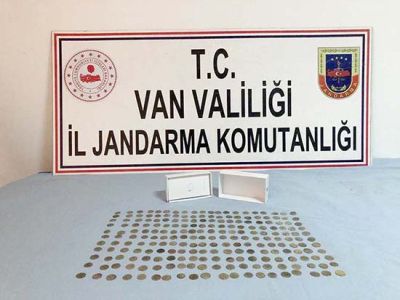 T.C.
VAN VALİLİĞİ
İL JANDARMA KOMUTANLIĞI